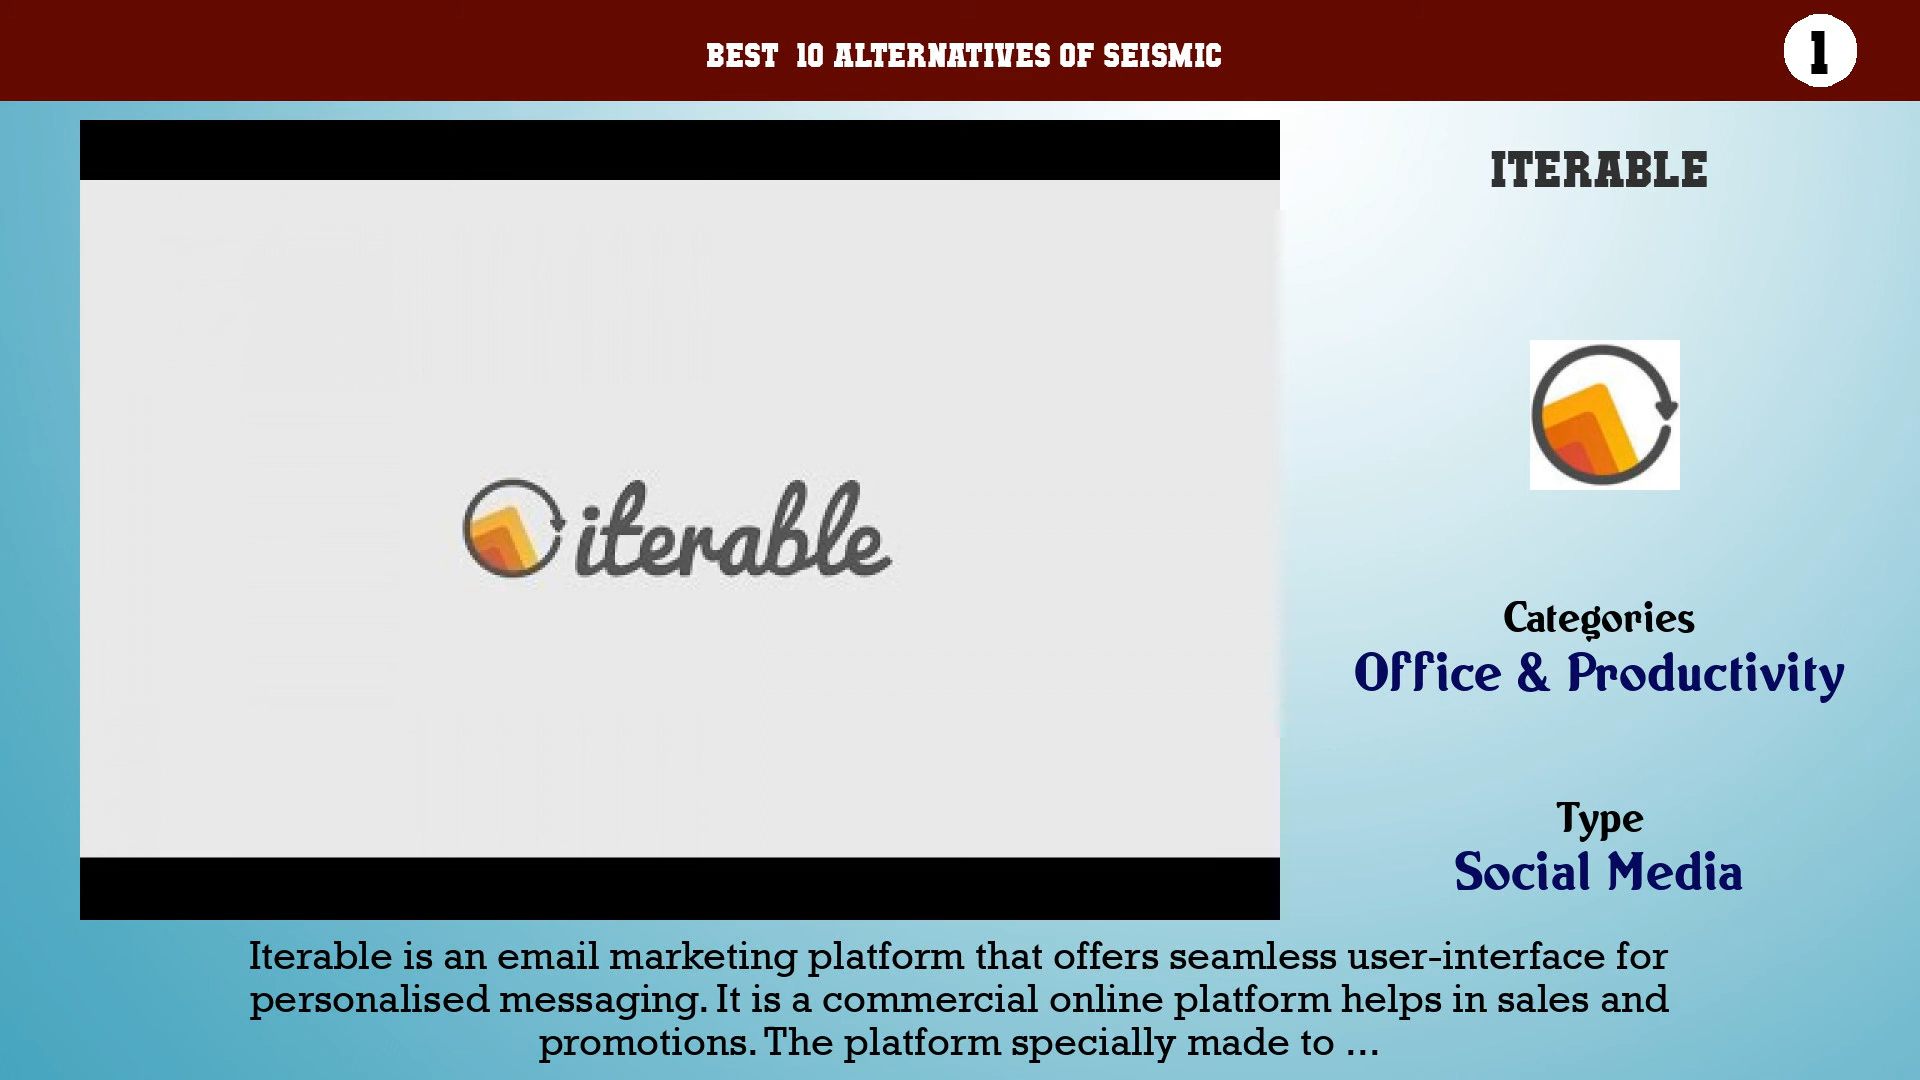 BEST 10 ALTERNATIVES OF SEISMIC
1
ITERABLE
iterable
Categories
Office & Productivity
Type
Social Media
Iterable is an email marketing platform that offers seamless user-interface for
personalised messaging. It is a commercial online platform helps in sales and
promotions. The platform specially made to ...